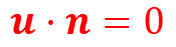 u · n = 0